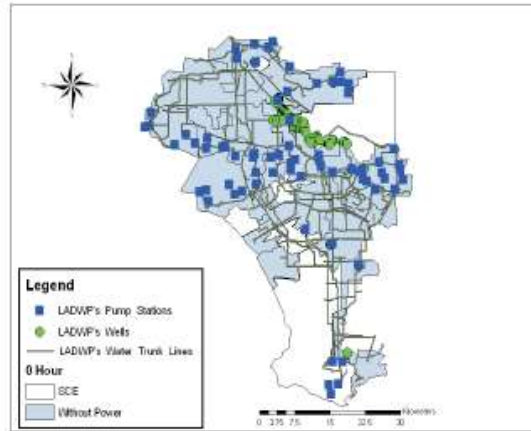 Legend
LADWP's Pump Stations
LADWP's Wells
LADWP's Water Trunk Lines
0 Hour
SCE
Without Power
Kilometers
0 3.75 7.5 15 22.5 30